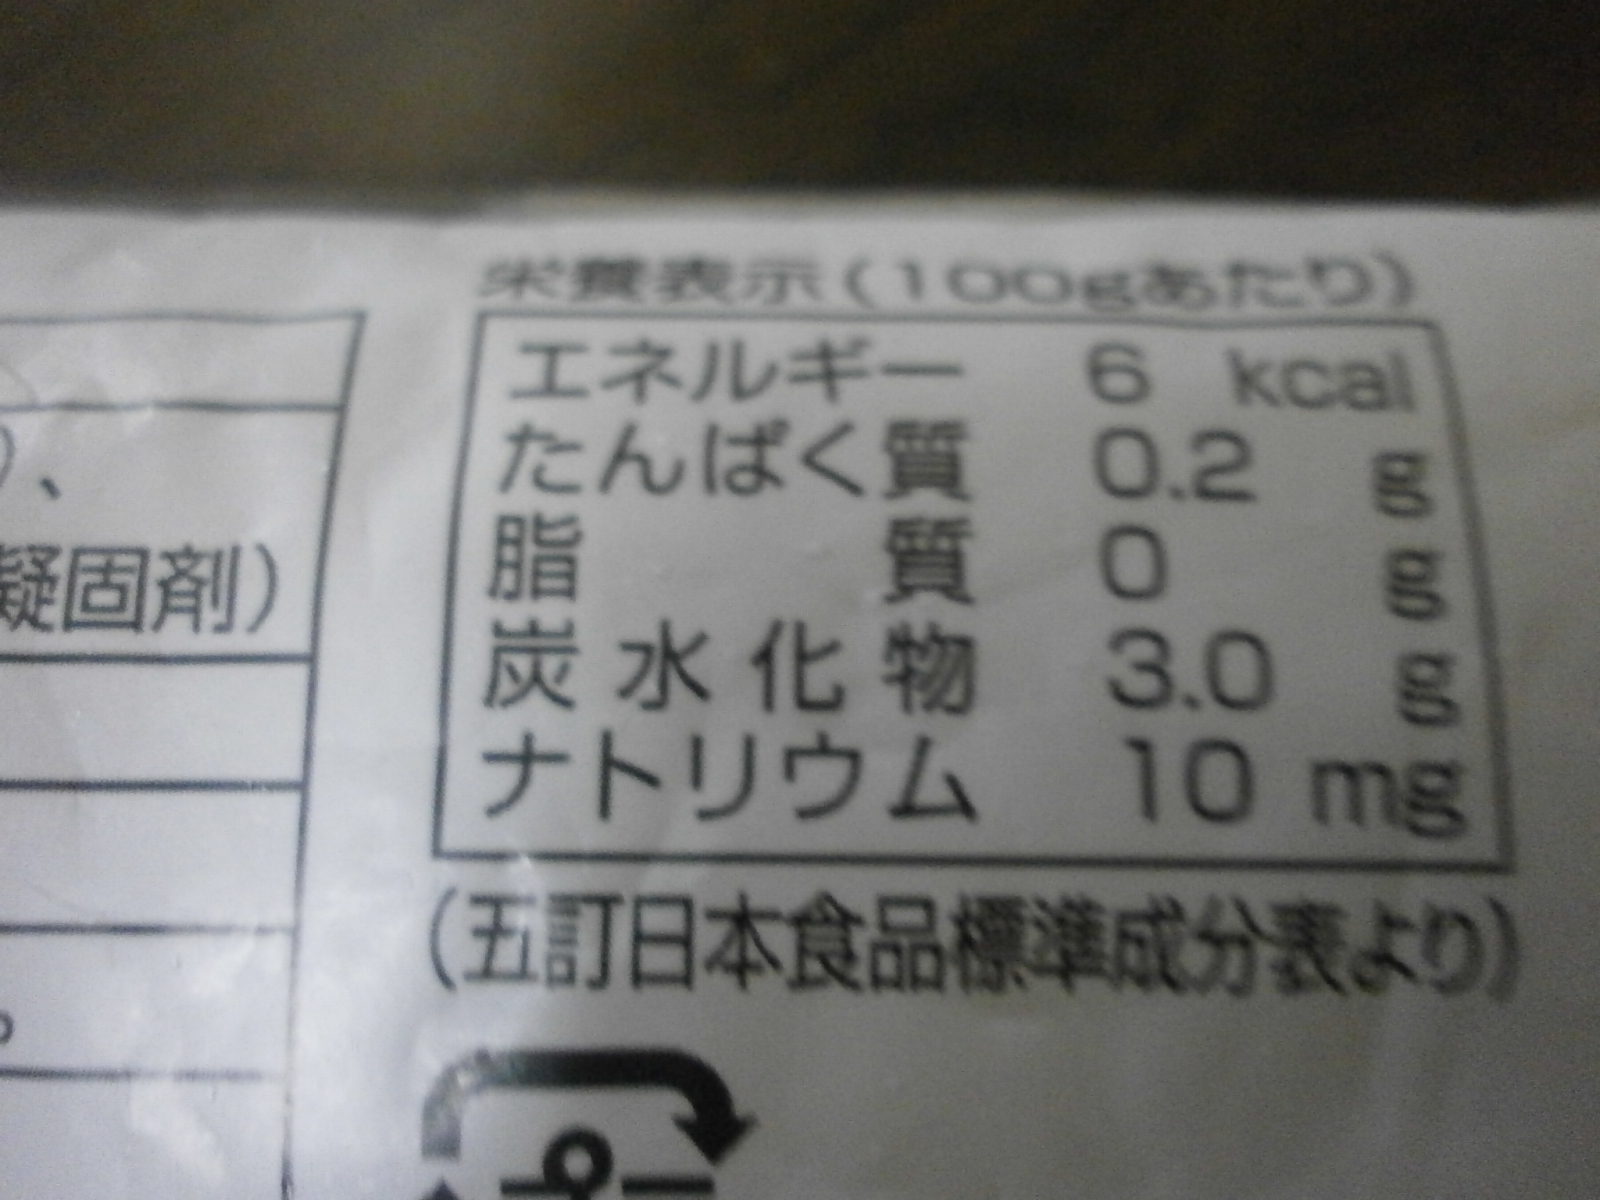 栄養表示(100gあたり)
エネルギー 6 kcal
たんぱく質 0.2 g
脂質 0 g
炭水化物 3.0 g
ナトリウム 10 mg
(五訂日本食品標準成分表より)
)、
凝固剤)
。
プ